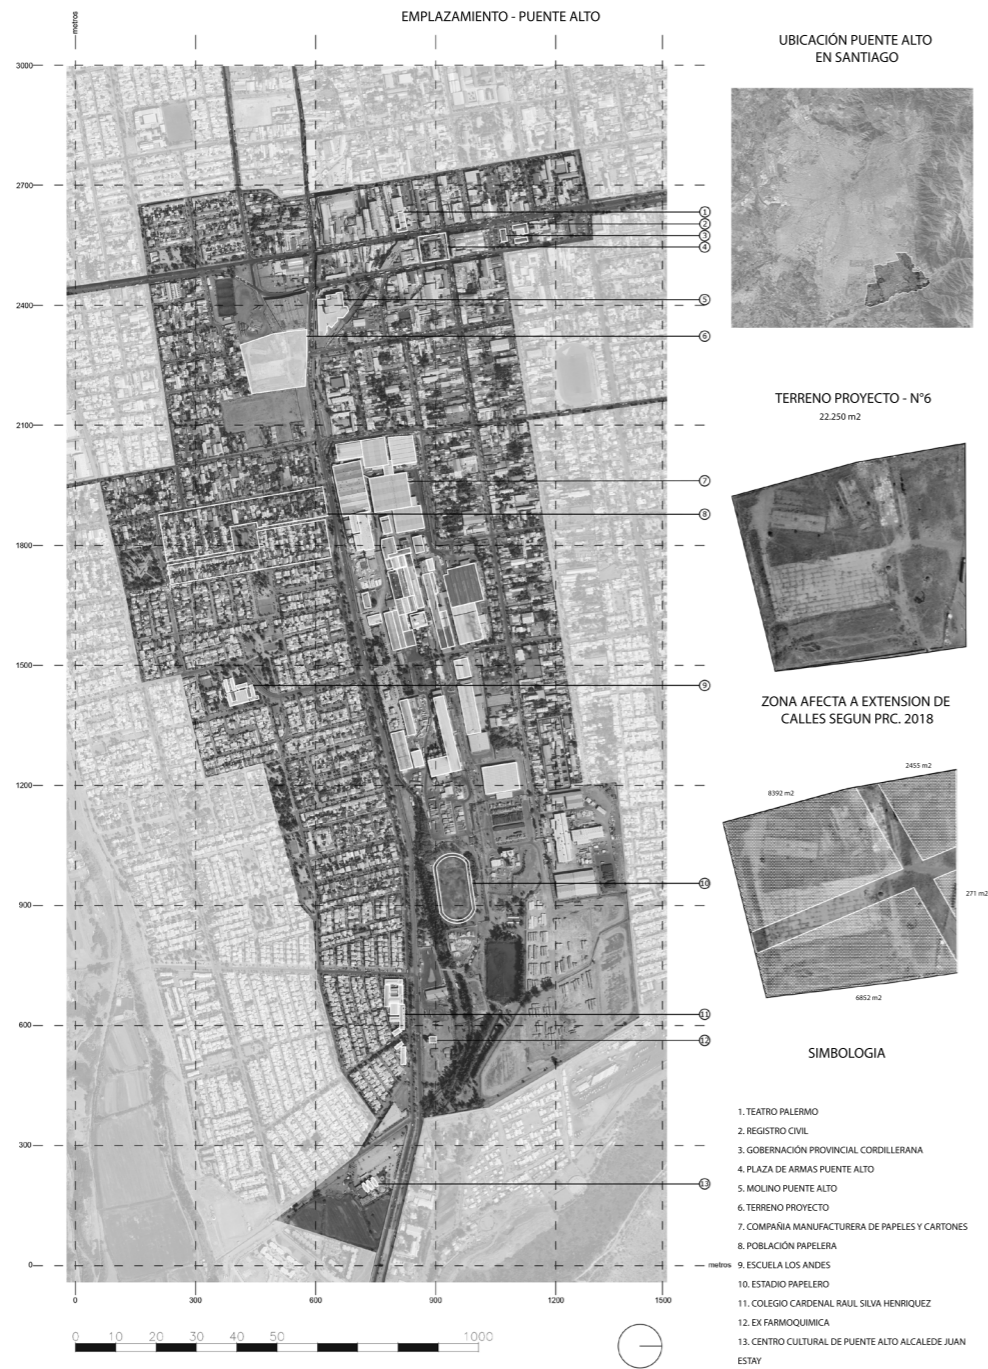 EMPLAZAMIENTO - PUENTE ALTO
metros
3000
2700
2400
2100
1800
1500
1200
900
600
300
0
metros
0
300
600
900
1200
1500
1
2
3
4
5
6
7
8
9
10
11
12
13
0 10 20 30 40 50 1000
UBICACIÓN PUENTE ALTO
EN SANTIAGO
TERRENO PROYECTO - N°6
22.250 m2
ZONA AFECTA A EXTENSION DE
CALLES SEGUN PRC. 2018
2455 m2
8392 m2
271 m2
6852 m2
SIMBOLOGIA
1. TEATRO PALERMO
2. REGISTRO CIVIL
3. GOBERNACIÓN PROVINCIAL CORDILLERANA
4. PLAZA DE ARMAS PUENTE ALTO
5. MOLINO PUENTE ALTO
6. TERRENO PROYECTO
7. COMPAÑIA MANUFACTURERA DE PAPELES Y CARTONES
8. POBLACIÓN PAPELERA
9. ESCUELA LOS ANDES
10. ESTADIO PAPELERO
11. COLEGIO CARDENAL RAUL SILVA HENRIQUEZ
12. EX FARMOQUIMICA
13. CENTRO CULTURAL DE PUENTE ALTO ALCALEDE JUAN
ESTAY